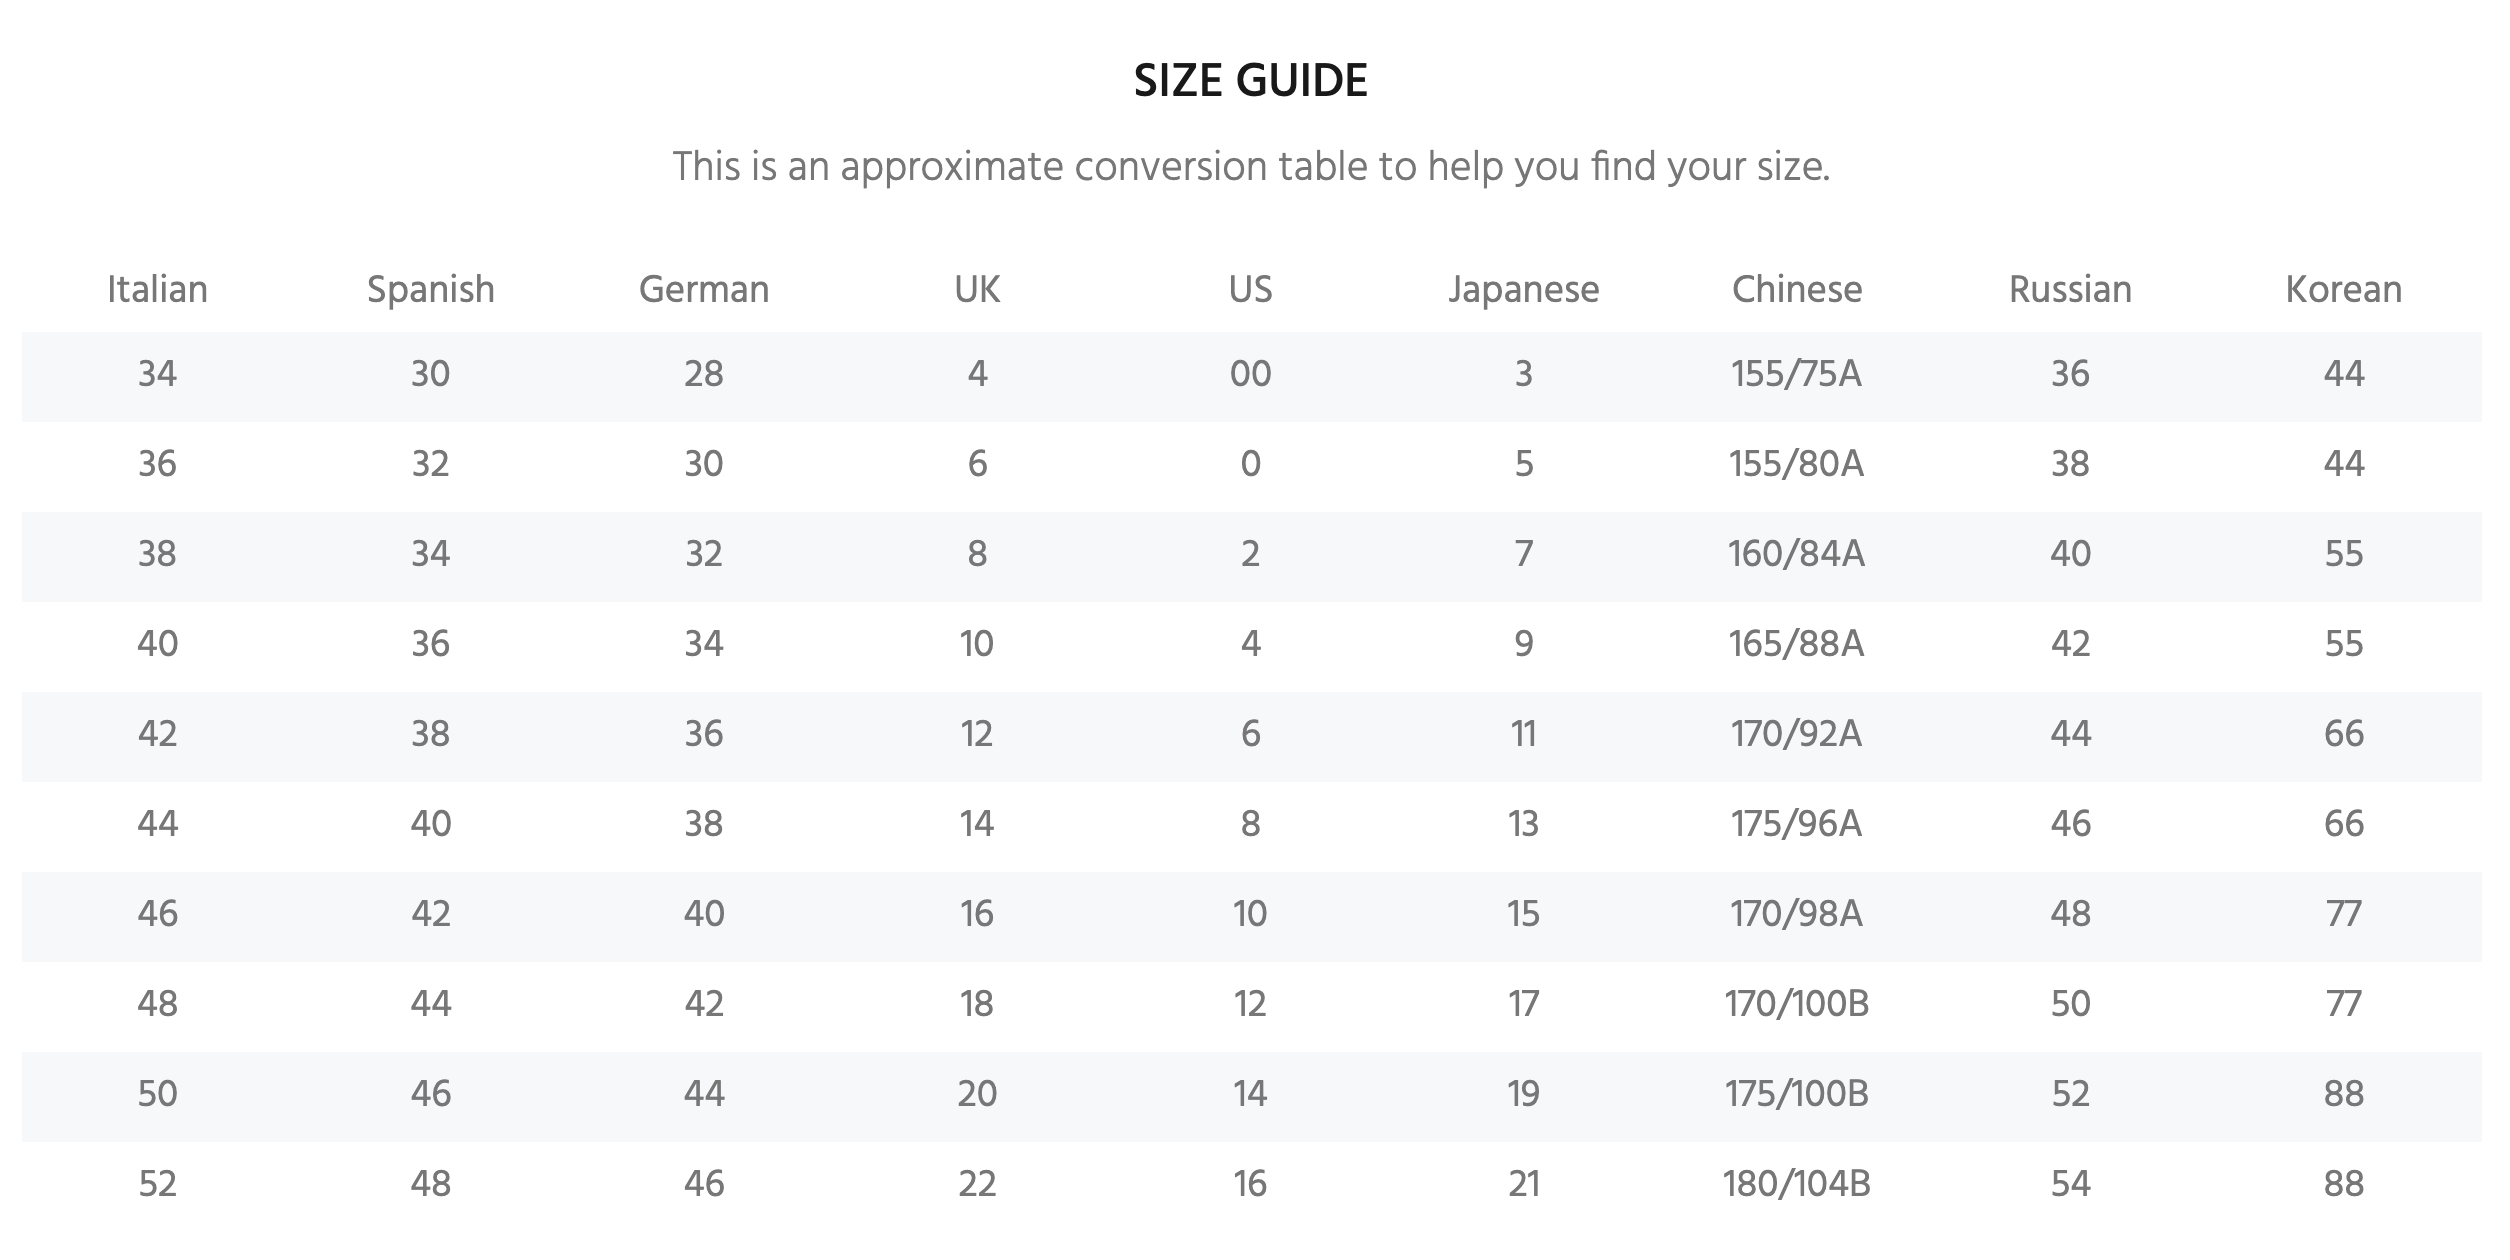 SIZE GUIDE
This is an approximate conversion table to help you find your size.
Italian Spanish German UK US Japanese Chinese Russian Korean
34 30 28 4 00 3 155/75A 36 44
36 32 30 6 0 5 155/80A 38 44
38 34 32 8 2 7 160/84A 40 55
40 36 34 10 4 9 165/88A 42 55
42 38 36 12 6 11 170/92A 44 66
44 40 38 14 8 13 175/96A 46 66
46 42 40 16 10 15 170/98A 48 77
48 44 42 18 12 17 170/100B 50 77
50 46 44 20 14 19 175/100B 52 88
52 48 46 22 16 21 180/104B 54 88